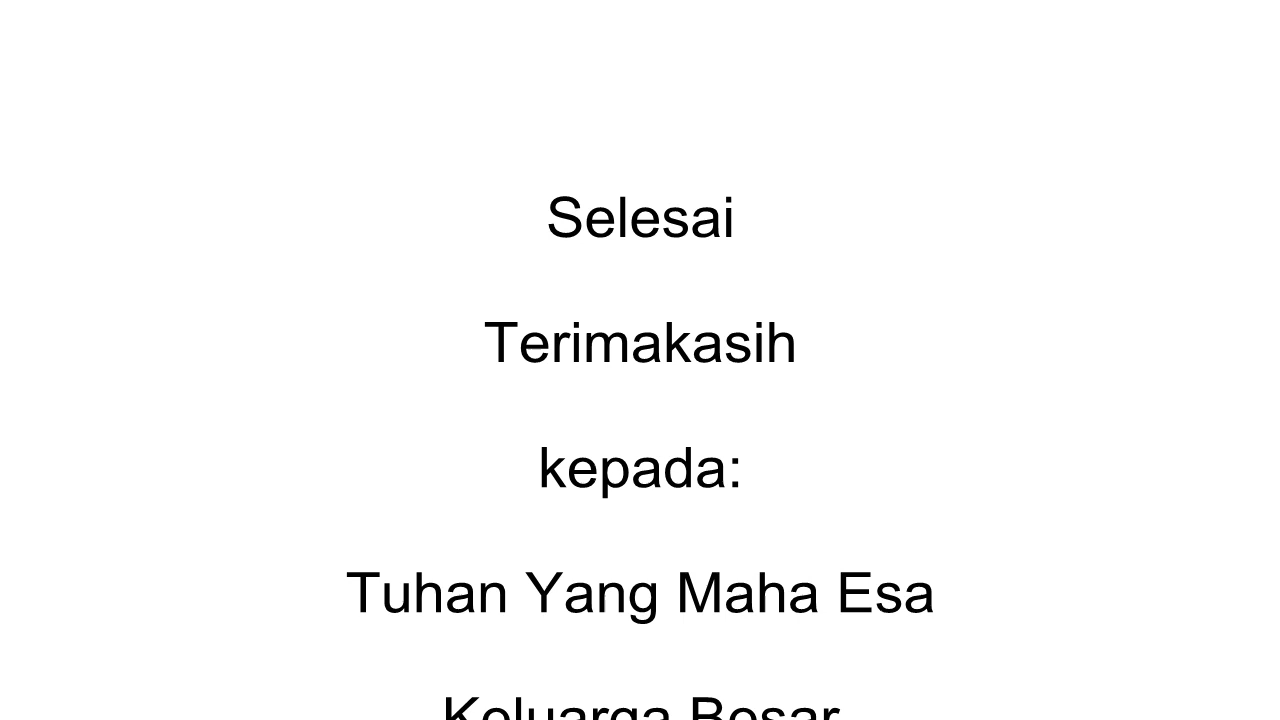 Selesai
Terimakasih
kepada:
Tuhan Yang Maha Esa
Keluarga Besar